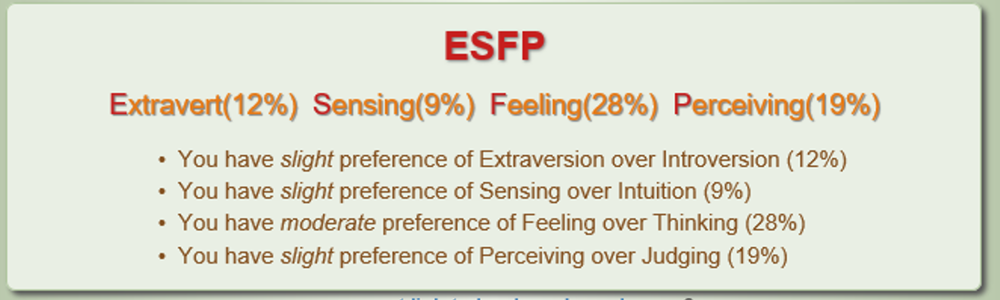 ESFP
Extravert(12%) Sensing(9%) Feeling(28%) Perceiving(19%)
• You have slight preference of Extraversion over Introversion (12%)
• You have slight preference of Sensing over Intuition (9%)
• You have moderate preference of Feeling over Thinking (28%)
• You have slight preference of Perceiving over Judging (19%)